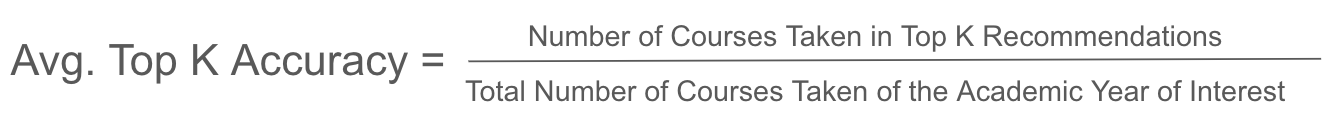 Number of Courses Taken in Top K Recommendations
Avg. Top K Accuracy =
Total Number of Courses Taken of the Academic Year of Interest